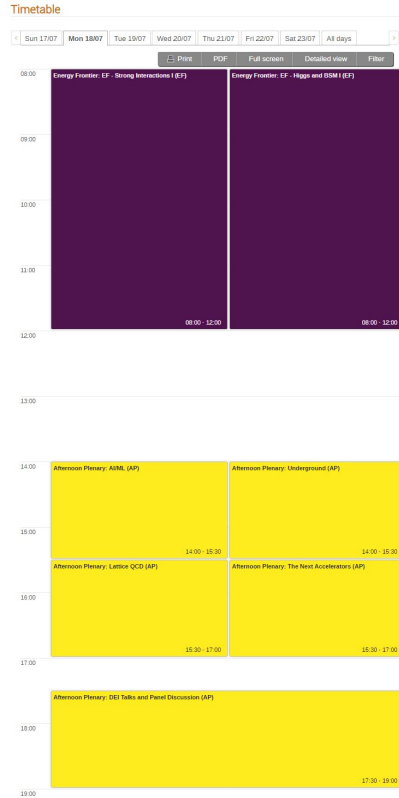 Timetable
Sun 17/07 Mon 18/07 Tue 19/07 Wed 20/07 Thu 21/07 Fri 22/07 Sat 23/07 All days
Print PDF Full screen Detailed view Filter
08:00
Energy Frontier: EF - Strong Interactions I (EF)
Energy Frontier: EF - Higgs and BSM I (EF)
09:00
10:00
11:00
08:00 - 12:00
08:00 - 12:00
12:00
13:00
14:00
Afternoon Plenary: AI/ML (AP)
Afternoon Plenary: Underground (AP)
15:00
14:00 - 15:30
14:00 - 15:30
Afternoon Plenary: Lattice QCD (AP)
Afternoon Plenary: The Next Accelerators (AP)
16:00
15:30 - 17:00
15:30 - 17:00
17:00
Afternoon Plenary: DEI Talks and Panel Discussion (AP)
18:00
17:30 - 19:00
19:00